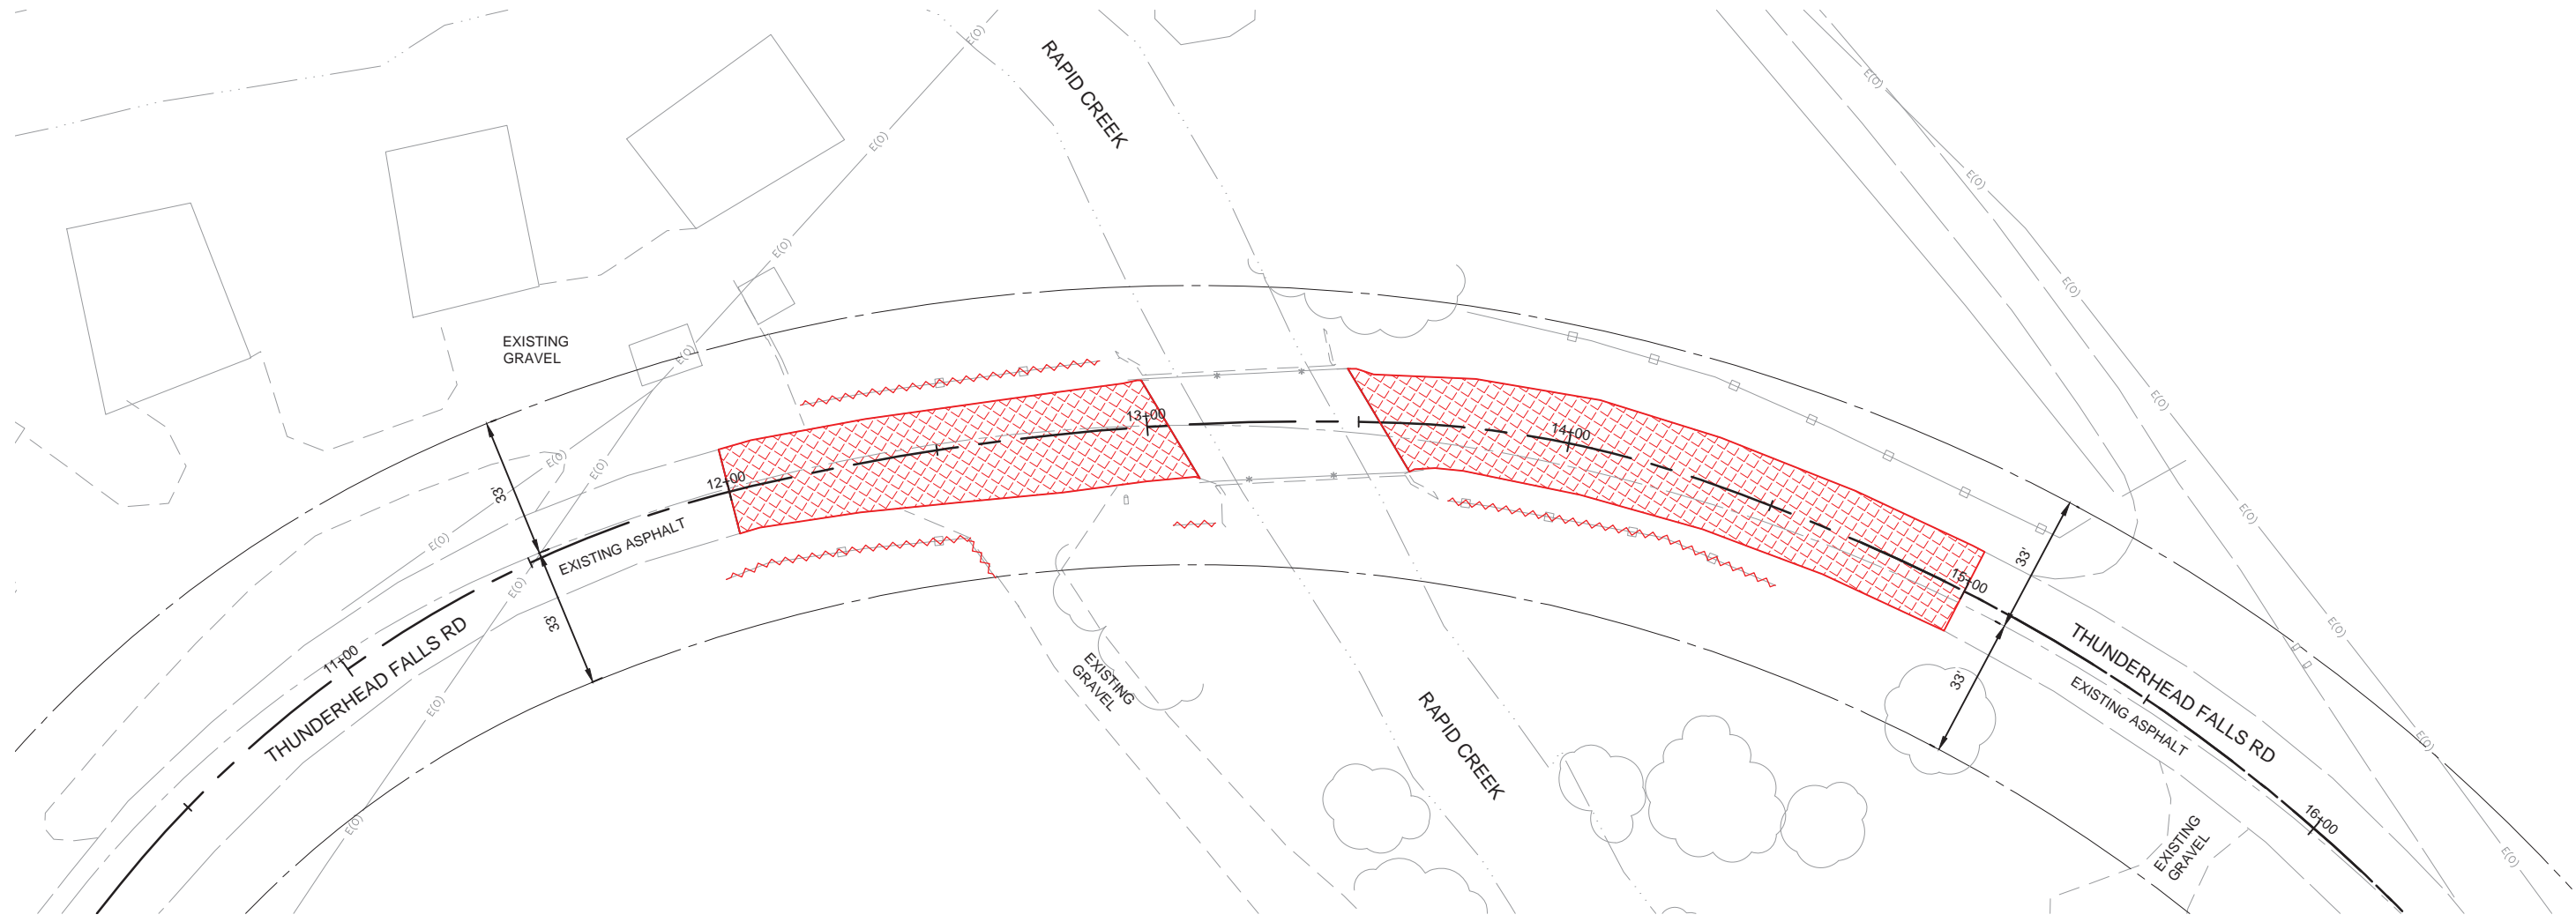 E(O)
RAPID CREEK
E(O)
E(O)
E(O)
E(O)
E(O)
E(O)
EXISTING
GRAVEL
E(O)
E(O)
13+00
14+00
12+00
E(O)
E(O)
33'
E(O)
E(O)
EXISTING ASPHALT
33'
15+00
E(O)
33'
E(O)
THUNDERHEAD FALLS RD
11+00
E(O)
EXISTING
GRAVEL
33'
THUNDERHEAD FALLS RD
EXISTING ASPHALT
RAPID CREEK
E(O)
E(O)
16+00
EXISTING
GRAVEL
E(O)